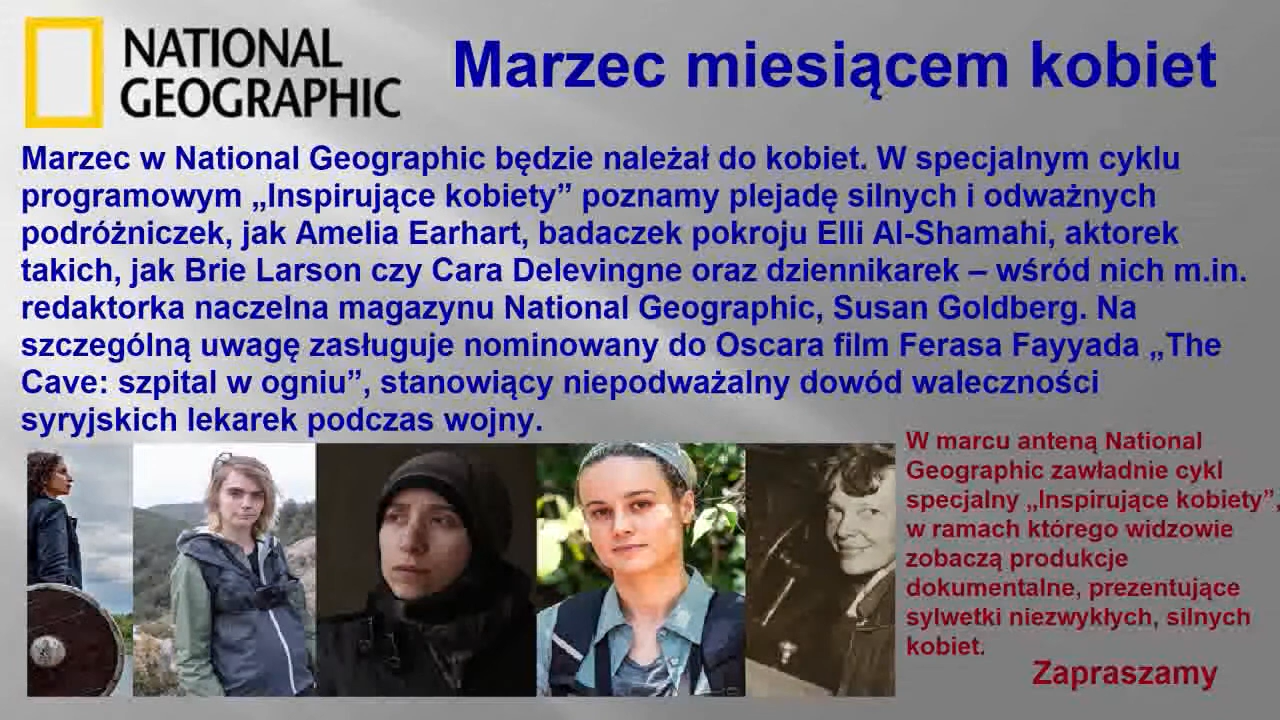 NATIONAL
GEOGRAPHIC
Marzec miesiącem kobiet
Marzec w National Geographic będzie należał do kobiet. W specjalnym cyklu
programowym „Inspirujące kobiety” poznamy plejadę silnych i odważnych
podróżniczek, jak Amelia Earhart, badaczek pokroju Elli Al-Shamahi, aktorek
takich, jak Brie Larson czy Cara Delevingne oraz dziennikarek – wśród nich m.in.
redaktorka naczelna magazynu National Geographic, Susan Goldberg. Na
szczególną uwagę zasługuje nominowany do Oscara film Ferasa Fayyada „The
Cave: szpital w ogniu”, stanowiący niepodważalny dowód waleczności
syryjskich lekarek podczas wojny.
W marcu anteną National
Geographic zawładnie cykl
specjalny „Inspirujące kobiety”,
w ramach którego widzowie
zobaczą produkcje
dokumentalne, prezentujące
sylwetki niezwykłych, silnych
kobiet.
Zapraszamy